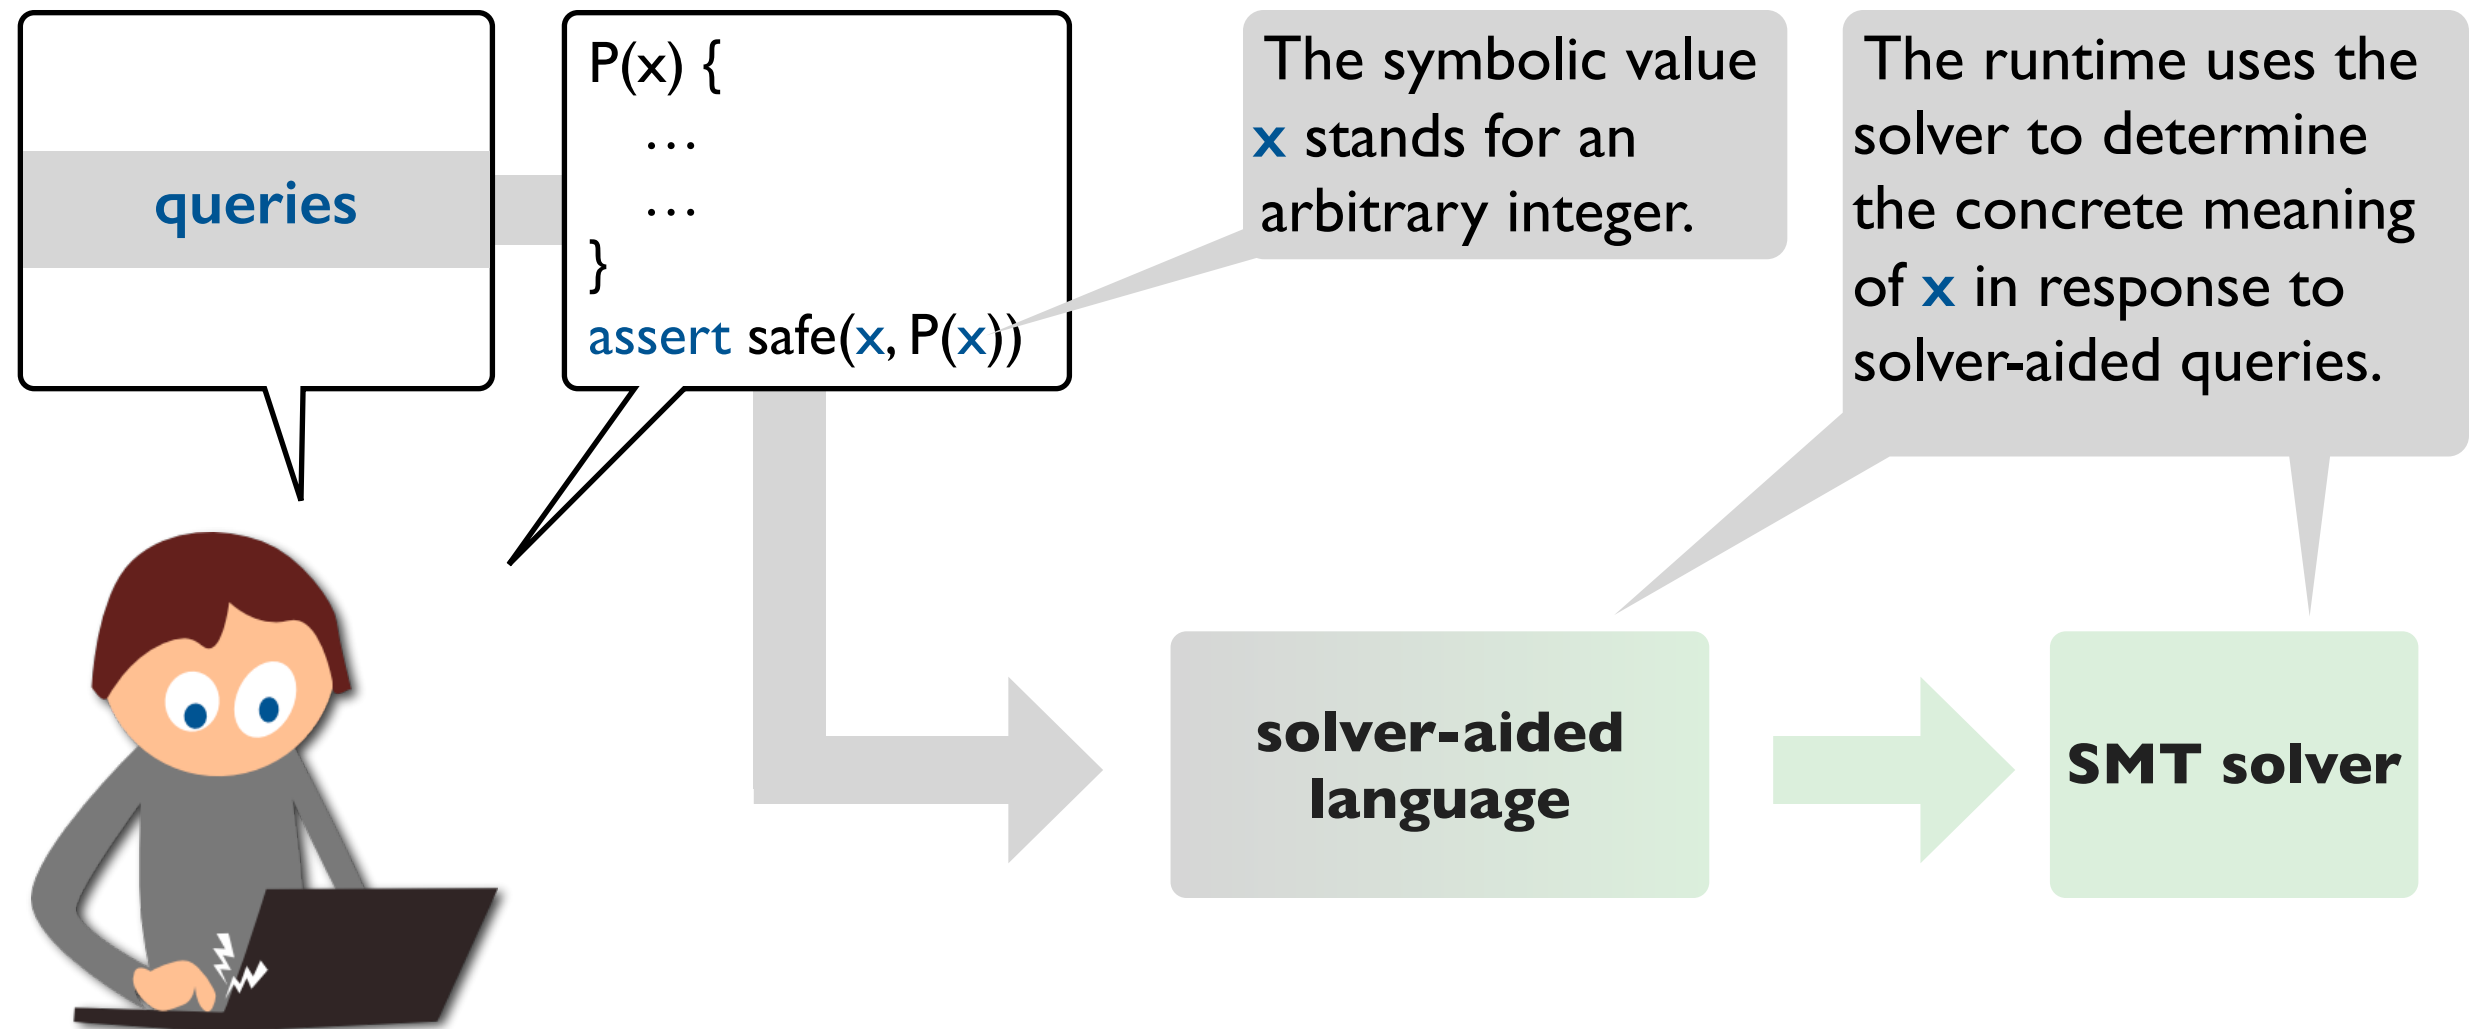 queries
P(x) {
…
…
}
assert safe(x, P(x))
The symbolic value
x stands for an
arbitrary integer.
The runtime uses the
solver to determine
the concrete meaning
of x in response to
solver-aided queries.
solver-aided
language
SMT solver